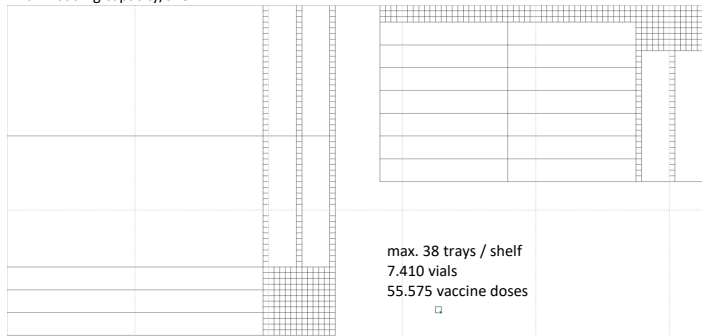 max. 38 trays / shelf
7.410 vials
55.575 vaccine doses